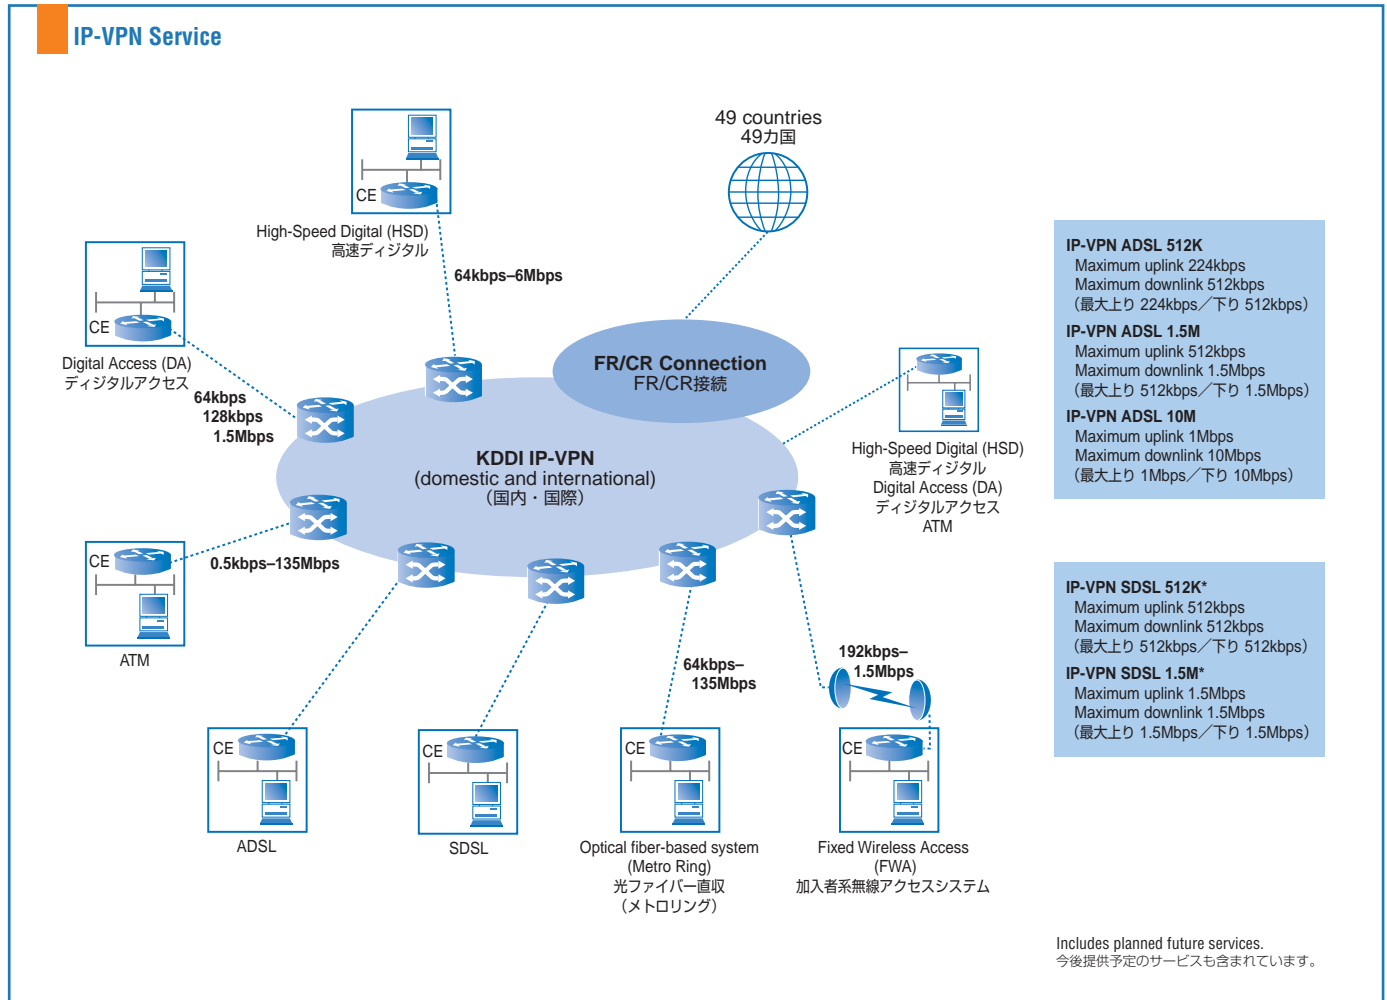 IP-VPN Service
49 countries
49カ国
CE
High-Speed Digital (HSD)
高速ディジタル
64kbps–6Mbps
CE
Digital Access (DA)
ディジタルアクセス
64kbps
128kbps
1.5Mbps
FR/CR Connection
FR/CR接続
KDDI IP-VPN
(domestic and international)
（国内・国際）
High-Speed Digital (HSD)
高速ディジタル
Digital Access (DA)
ディジタルアクセス
ATM
CE
0.5kbps–135Mbps
ATM
CE
ADSL
CE
SDSL
64kbps–
135Mbps
CE
Optical fiber-based system
(Metro Ring)
光ファイバー直収
（メトロリング）
192kbps–
1.5Mbps
CE
Fixed Wireless Access
(FWA)
加入者系無線アクセスシステム
IP-VPN ADSL 512K
Maximum uplink 224kbps
Maximum downlink 512kbps
（最大上り 224kbps／下り 512kbps）
IP-VPN ADSL 1.5M
Maximum uplink 512kbps
Maximum downlink 1.5Mbps
（最大上り 512kbps／下り 1.5Mbps）
IP-VPN ADSL 10M
Maximum uplink 1Mbps
Maximum downlink 10Mbps
（最大上り 1Mbps／下り 10Mbps）
IP-VPN SDSL 512K*
Maximum uplink 512kbps
Maximum downlink 512kbps
（最大上り 512kbps／下り 512kbps）
IP-VPN SDSL 1.5M*
Maximum uplink 1.5Mbps
Maximum downlink 1.5Mbps
（最大上り 1.5Mbps／下り 1.5Mbps）
Includes planned future services.
今後提供予定のサービスも含まれています。